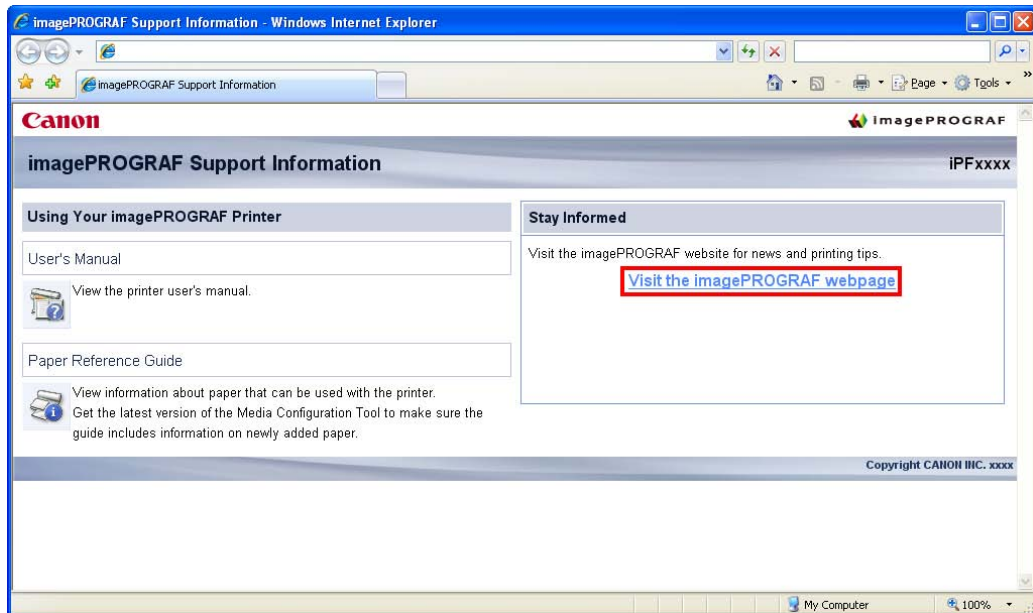 imagePROGRAF Support Information - Windows Internet Explorer
imagePROGRAF Support Information
Page
Tools
»
Canon
imagePROGRAF
imagePROGRAF Support Information
iPFxxxx
Using Your imagePROGRAF Printer
User's Manual
View the printer user's manual.
Paper Reference Guide
View information about paper that can be used with the printer.
Get the latest version of the Media Configuration Tool to make sure the
guide includes information on newly added paper.
Stay Informed
Visit the imagePROGRAF website for news and printing tips.
Visit the imagePROGRAF webpage
Copyright CANON INC. xxxx
My Computer
100%